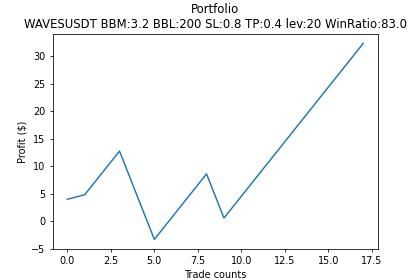 Portfolio
WAVESUSDT BBM:3.2 BBL:200 SL:0.8 TP:0.4 lev:20 WinRatio:83.0
30
25
20
15
10
5
0
−5
Profit ($)
0.0 2.5 5.0 7.5 10.0 12.5 15.0 17.5
Trade counts